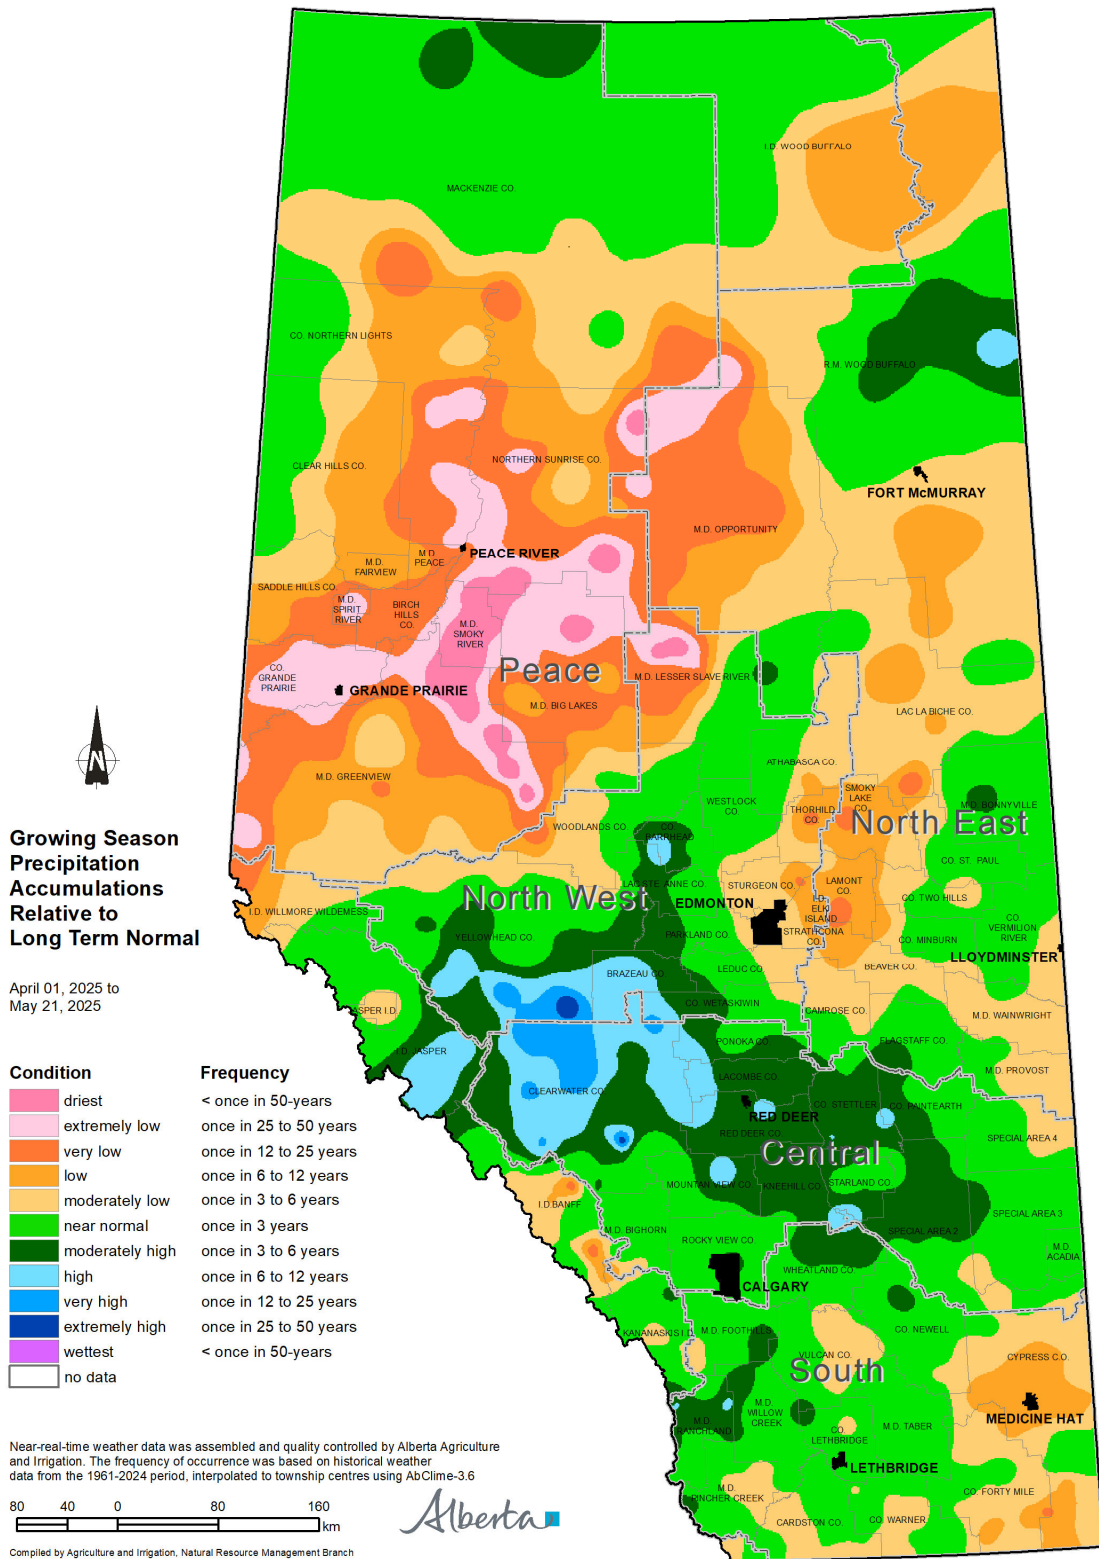 I.D. WOOD BUFFALO
MACKENZIE CO.
CO. NORTHERN LIGHTS
R.M. WOOD BUFFALO
CLEAR HILLS CO.
NORTHERN SUNRISE CO.
FORT McMURRAY
M.D. OPPORTUNITY
PEACE RIVER
M.D.
PEACE
M.D.
FAIRVIEW
SADDLE HILLS CO.
M.D.
SPIRIT
RIVER
BIRCH
HILLS
CO.
M.D.
SMOKY
RIVER
Peace
CO.
GRANDE
PRAIRIE
GRANDE PRAIRIE
M.D. LESSER SLAVE RIVER
M.D. BIG LAKES
LAC LA BICHE CO.
N
M.D. GREENVIEW
ATHABASCA CO.
SMOKY
LAKE
CO.
WESTLOCK
CO.
THORHILD
CO.
M.D. BONNYVILLE
North East
WOODLANDS CO.
CO.
BARRHEAD
CO. ST. PAUL
LAC STE ANNE CO.
STURGEON CO.
LAMONT
CO.
North West
EDMONTON
CO. TWO HILLS
I.D.
ELK
ISLAND
I.D. WILLMORE WILDERNESS
YELLOWHEAD CO.
PARKLAND CO.
STRATHCONA
CO.
CO.
VERMILION
RIVER
CO. MINBURN
LLOYDMINSTER
BRAZEAU CO.
LEDUC CO.
BEAVER CO.
JASPER I.D.
CO. WETASKIWIN
CAMROSE CO.
M.D. WAINWRIGHT
I.D. JASPER
PONOKA CO.
FLAGSTAFF CO.
M.D. PROVOST
LACOMBE CO.
CLEARWATER CO.
CO. STETTLER
CO. PAINTEARTH
RED DEER
RED DEER CO.
SPECIAL AREA 4
Central
MOUNTAIN VIEW CO.
KNEEHILL CO.
STARLAND CO.
I.D.BANFF
SPECIAL AREA 3
M.D. BIGHORN
SPECIAL AREA 2
ROCKY VIEW CO.
M.D.
ACADIA
WHEATLAND CO.
CALGARY
KANANASKIS I.D.
M.D. FOOTHILLS
CO. NEWELL
VULCAN CO.
CYPRESS C.O.
South
M.D.
WILLOW
CREEK
MEDICINE HAT
M.D.
RANCHLAND
M.D. TABER
CO.
LETHBRIDGE
LETHBRIDGE
M.D.
PINCHER CREEK
CO. FORTY MILE
CARDSTON CO.
CO. WARNER
Growing Season
Precipitation
Accumulations
Relative to
Long Term Normal
April 01, 2025 to
May 21, 2025
Condition Frequency
driest < once in 50-years
extremely low once in 25 to 50 years
very low once in 12 to 25 years
low once in 6 to 12 years
moderately low once in 3 to 6 years
near normal once in 3 years
moderately high once in 3 to 6 years
high once in 6 to 12 years
very high once in 12 to 25 years
extremely high once in 25 to 50 years
wettest < once in 50-years
no data
Near-real-time weather data was assembled and quality controlled by Alberta Agriculture
and Irrigation. The frequency of occurrence was based on historical weather
data from the 1961-2024 period, interpolated to township centres using AbClime-3.6
80 40 0 80 160
km
Alberta
Compiled by Agriculture and Irrigation, Natural Resource Management Branch